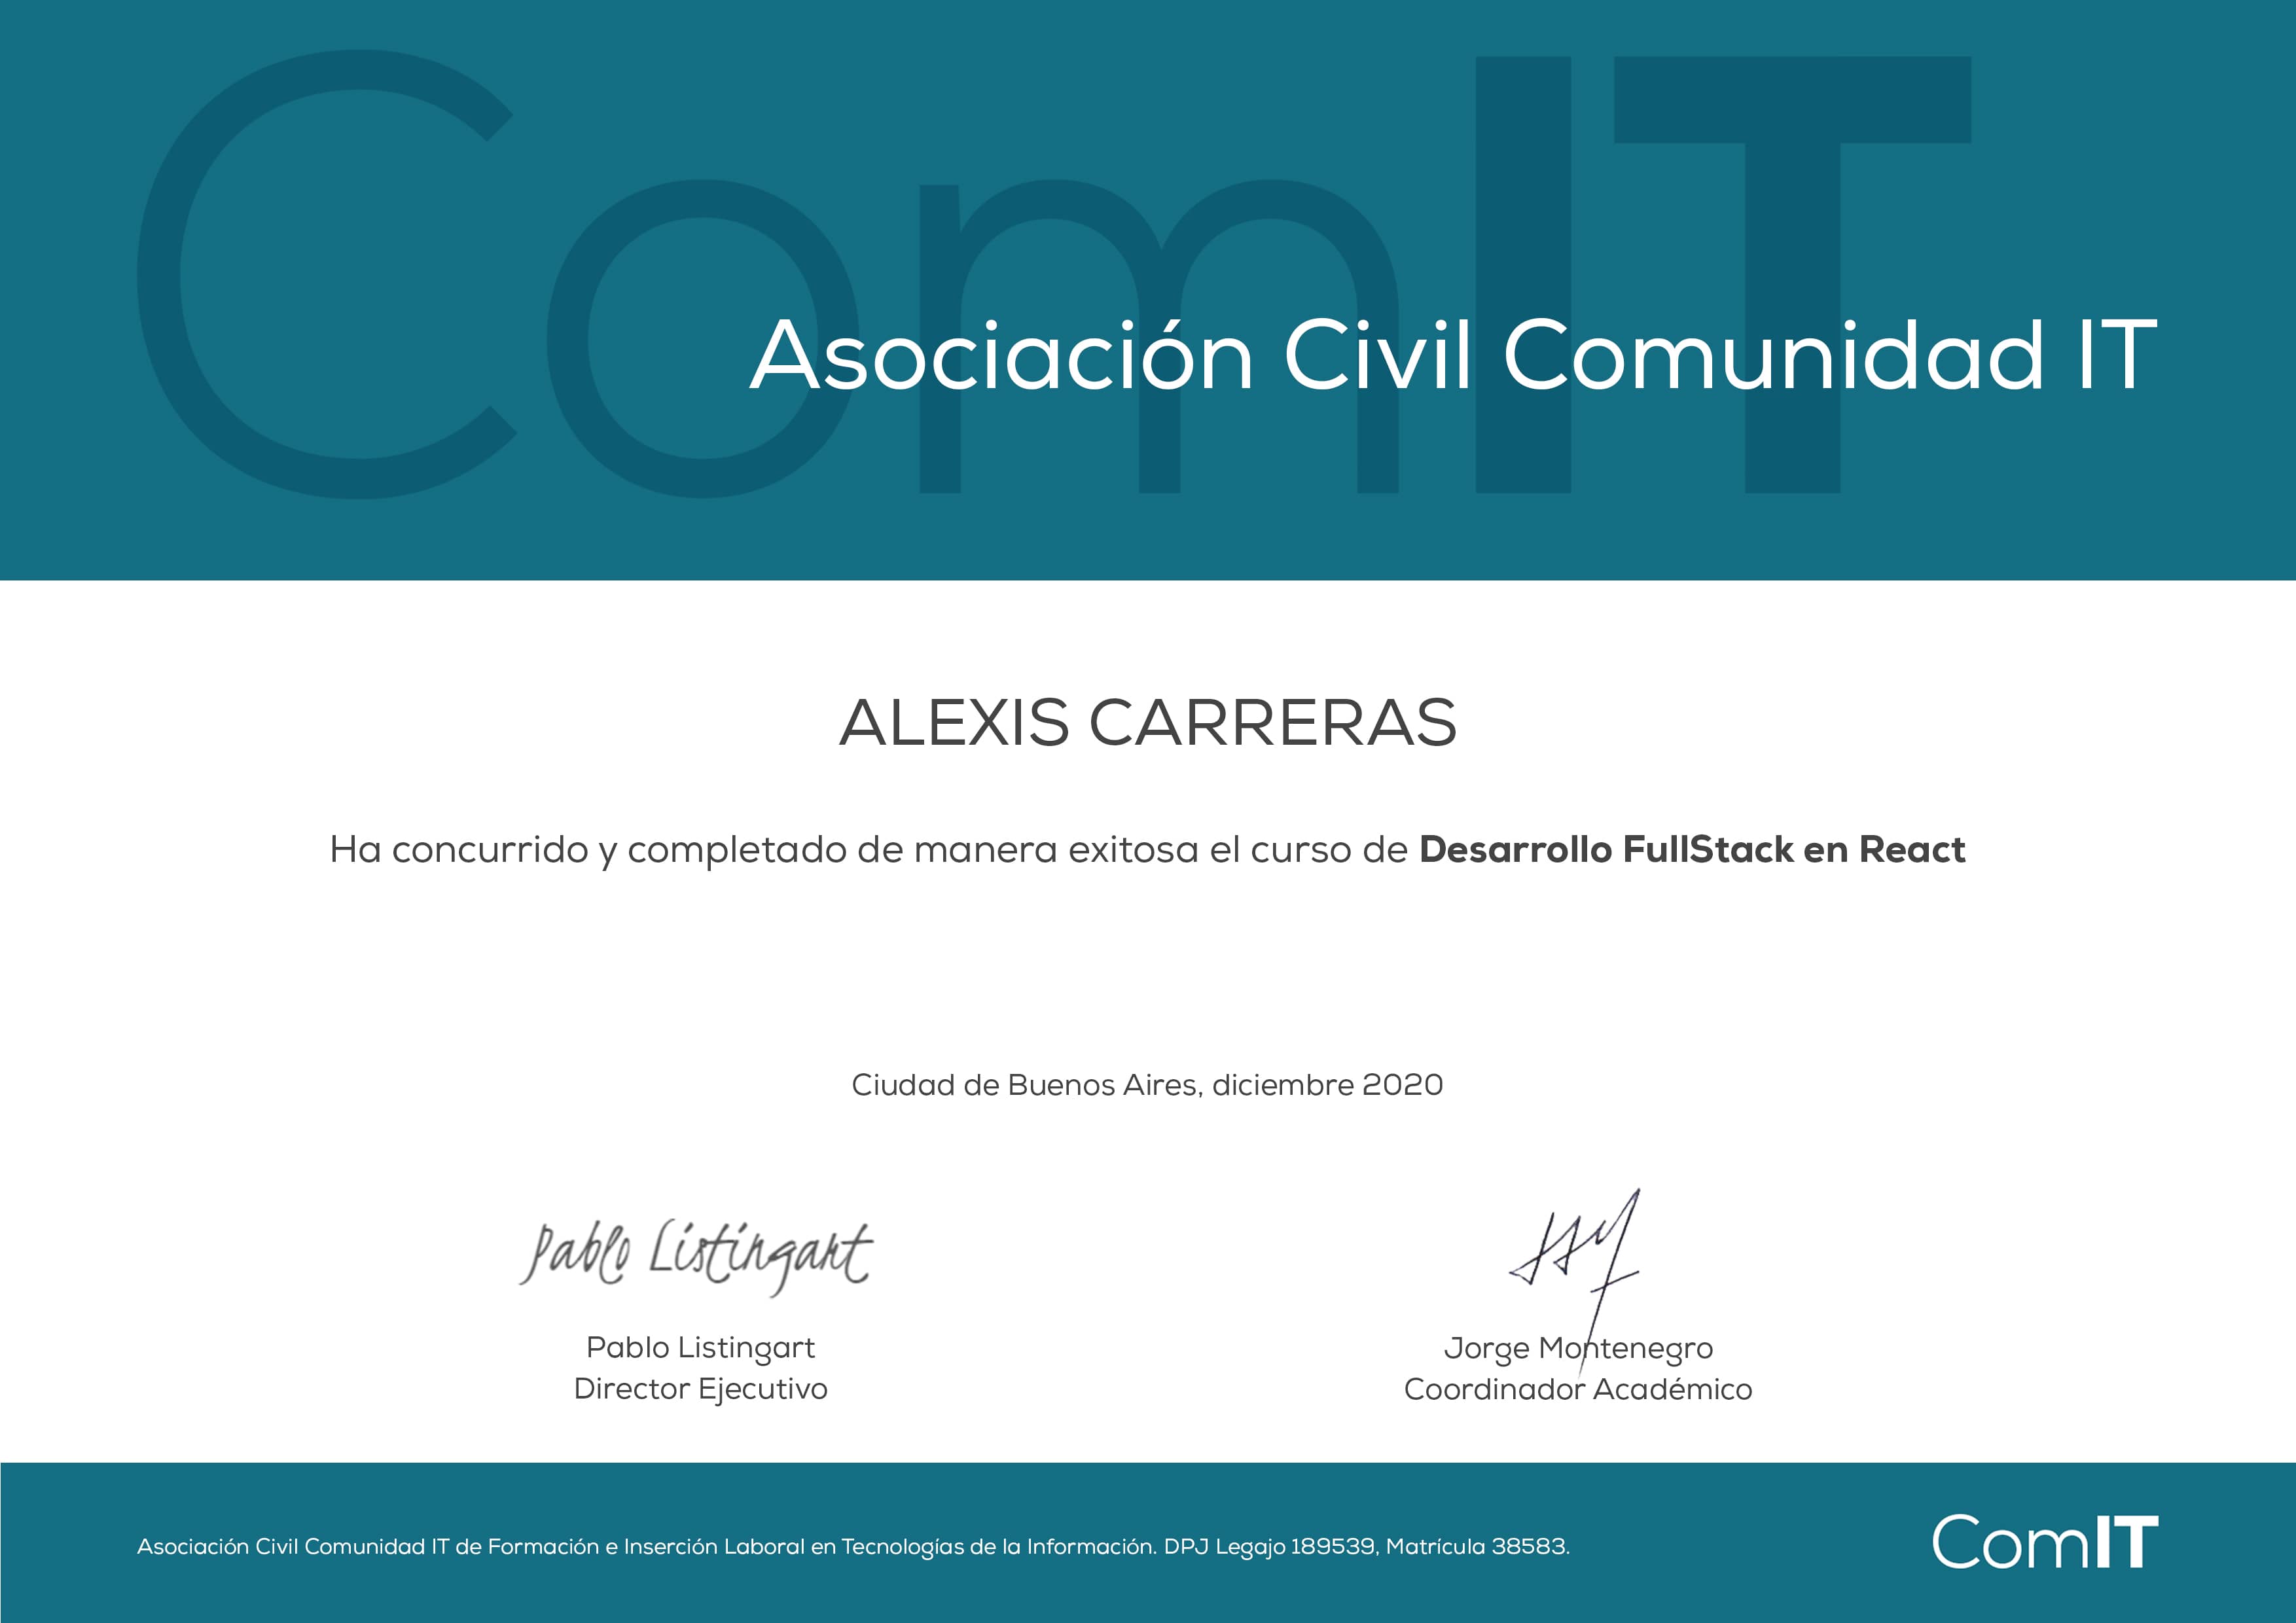 ComIT
Asociación Civil Comunidad IT
ALEXIS CARRERAS
Ha concurrido y completado de manera exitosa el curso de Desarrollo FullStack en React
Ciudad de Buenos Aires, diciembre 2020
Pablo Listingart
Pablo Listingart
Director Ejecutivo
Jorge Montenegro
Coordinador Académico
Asociación Civil Comunidad IT de Formación e Inserción Laboral en Tecnologías de la Información. DPJ Legajo 189539, Matrícula 38583.
ComIT